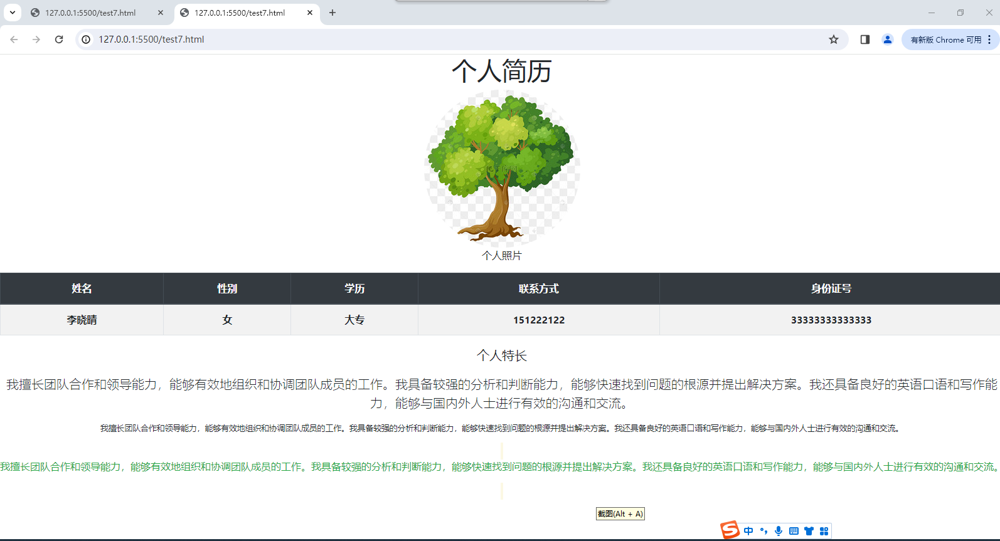 127.0.0.1:5500/test7.html
127.0.0.1:5500/test7.html
127.0.0.1:5500/test7.html
有新版 Chrome 可用
个人简历
个人照片
姓名 性别 学历 联系方式 身份证号
李晓晴 女 大专 151222122 33333333333333
个人特长
我擅长团队合作和领导能力，能够有效地组织和协调团队成员的工作。我具备较强的分析和判断能力，能够快速找到问题的根源并提出解决方案。我还具备良好的英语口语和写作能
力，能够与国内外人士进行有效的沟通和交流。
我擅长团队合作和领导能力，能够有效地组织和协调团队成员的工作。我具备较强的分析和判断能力，能够快速找到问题的根源并提出解决方案。我还具备良好的英语口语和写作能力，能够与国内外人士进行有效的沟通和交流。
我擅长团队合作和领导能力，能够有效地组织和协调团队成员的工作。我具备较强的分析和判断能力，能够快速找到问题的根源并提出解决方案。我还具备良好的英语口语和写作能力，能够与国内外人士进行有效的沟通和交流。
截图(Alt + A)
中